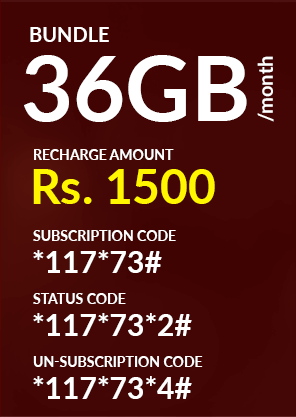 BUNDLE
36GB /month
RECHARGE AMOUNT
Rs. 1500
SUBSCRIPTION CODE
*117*73#
STATUS CODE
*117*73*2#
UN-SUBSCRIPTION CODE
*117*73*4#